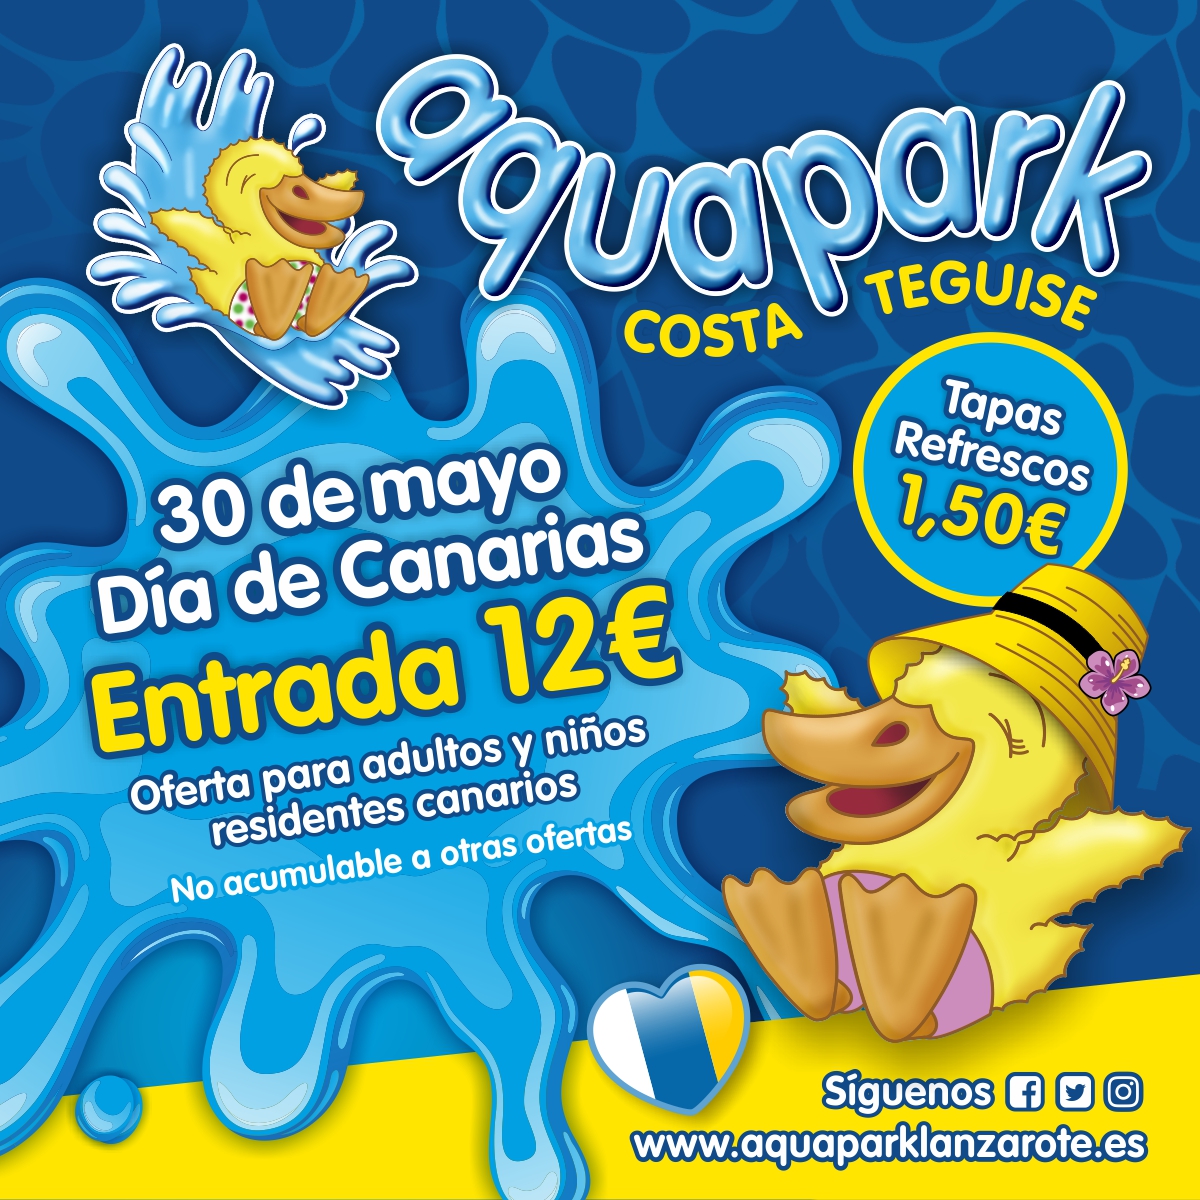 aquapark
COSTA TEGUISE
Tapas
Refrescos
1,50€
30 de mayo
Día de Canarias
Entrada 12€
Oferta para adultos y niños
residentes canarios
No acumulable a otras ofertas
Síguenos
www.aquaparklanzarote.es